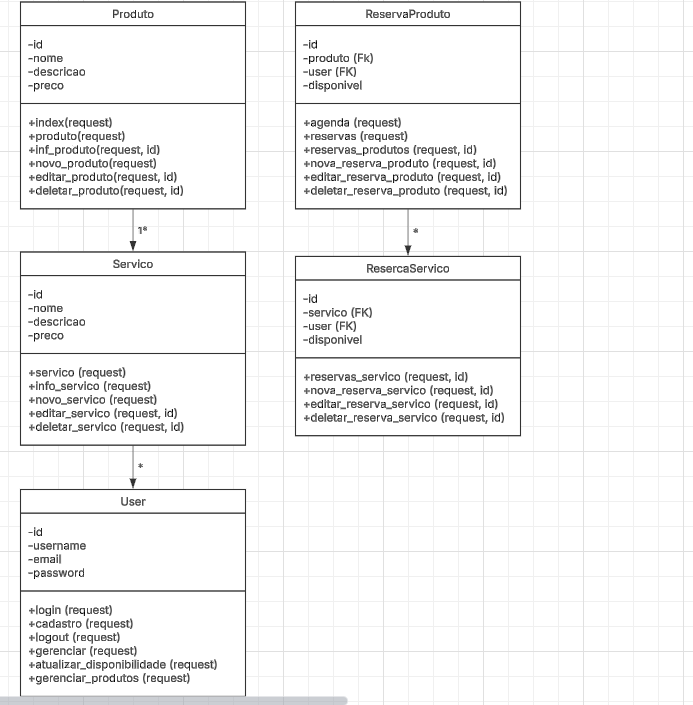 Produto
-id
-nome
-descricao
-preco
+index(request)
+produto(request)
+inf_produto(request, id)
+novo_produto(request)
+editar_produto(request, id)
+deletar_produto(request, id)
1*
Servico
-id
-nome
-descricao
-preco
+servico (request)
+info_servico (request)
+novo_servico (request)
+editar_servico (request, id)
+deletar_servico (request, id)
*
User
-id
-username
-email
-password
+login (request)
+cadastro (request)
+logout (request)
+gerenciar (request)
+atualizar_disponibilidade (request)
+gerenciar_produtos (request)
ReservaProduto
-id
-produto (Fk)
-user (FK)
-disponivel
+agenda (request)
+reservas (request)
+reservas_produtos (request, id)
+nova_reserva_produto (request, id)
+editar_reserva_produto (request, id)
+deletar_reserva_produto (request, id)
*
ResercaServico
-id
-servico (FK)
-user (FK)
-disponivel
+reservas_servico (request, id)
+nova_reserva_servico (request, id)
+editar_reserva_servico (request, id)
+deletar_reserva_servico (request, id)